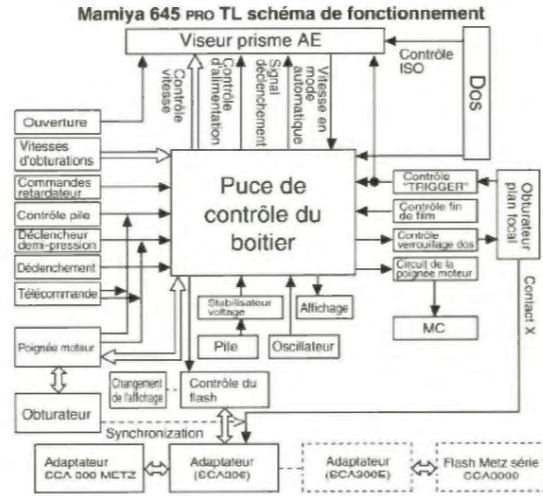 Mamiya 645 PRO TL schéma de fonctionnement
Viseur prisme AE
Contrôle
ISO
Dos
Contrôle
vitesse
Contrôle
d'alimentation
Signal
déclenchement
Vitesse en
mode
automatique
Ouverture
Vitesses
d'obturations
Commandes
retardateur
Contrôle pile
Déclencheur
demi-pression
Déclenchement
Télécommande
Poignée moteur
Obturateur
Puce de
contrôle du
boitier
Contrôle
"TRIGGER"
Contrôle fin
de film
Contrôle
verrouillage dos
Circuit de la
poignée moteur
MC
Obturateur
plan focal
Contact X
Stabilisateur
voltage
Affichage
Pile
Oscillateur
Changement
de l'affichage
Contrôle du
flash
Synchronization
Adaptateur
SCA 300 METZ
Adaptateur
(SCA396)
Adaptateur
(SCA300E)
Flash Metz série